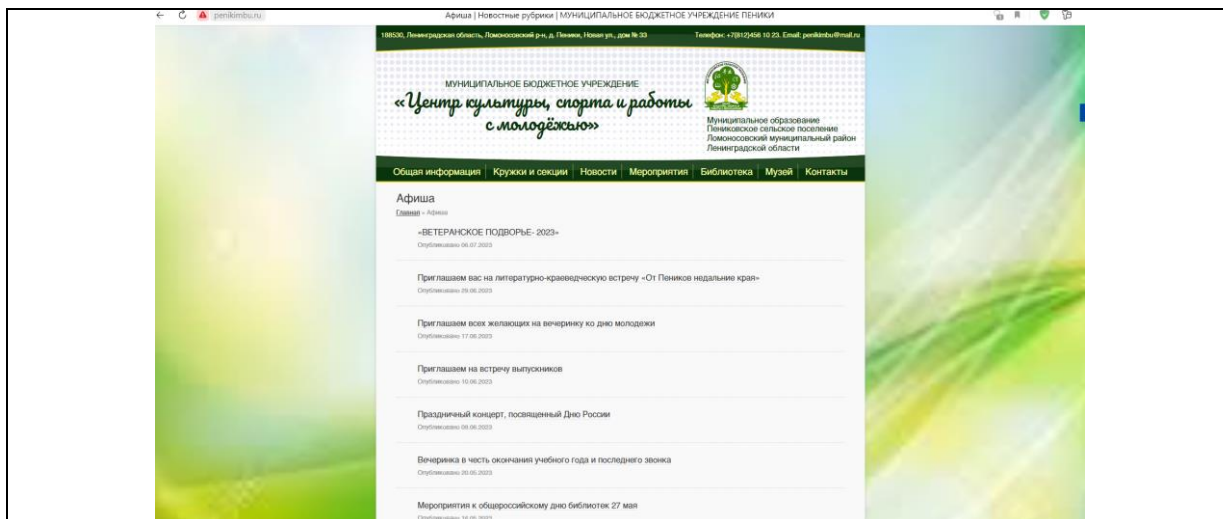 penikimbu.ru
Афиша | Новостные рубрики | МУНИЦИПАЛЬНОЕ БЮДЖЕТНОЕ УЧРЕЖДЕНИЕ ПЕНИКИ
188530, Ленинградская область, Ломоносовский р-н, д. Пеники, Новая ул., дом № 33
Телефон: +7(812)456 10 23. Email: penikimbu@mail.ru
МУНИЦИПАЛЬНОЕ БЮДЖЕТНОЕ УЧРЕЖДЕНИЕ
«Центр культуры, спорта и работы
с молодёжью»
Муниципальное образование
Пениковское сельское поселение
Ломоносовский муниципальный район
Ленинградской области
Общая информация Кружки и секции Новости Мероприятия Библиотека Музей Контакты
Афиша
Главная » Афиша
«ВЕТЕРАНСКОЕ ПОДВОРЬЕ- 2023»
Опубликовано 06.07.2023
Приглашаем вас на литературно-краеведческую встречу «От Пеников недальние края»
Опубликовано 29.06.2023
Приглашаем всех желающих на вечеринку ко дню молодежи
Опубликовано 17.06.2023
Приглашаем на встречу выпускников
Опубликовано 10.06.2023
Праздничный концерт, посвященный Дню России
Опубликовано 08.06.2023
Вечеринка в честь окончания учебного года и последнего звонка
Опубликовано 20.05.2023
Мероприятия к общероссийскому дню библиотек 27 мая
Опубликовано 16.05.2023